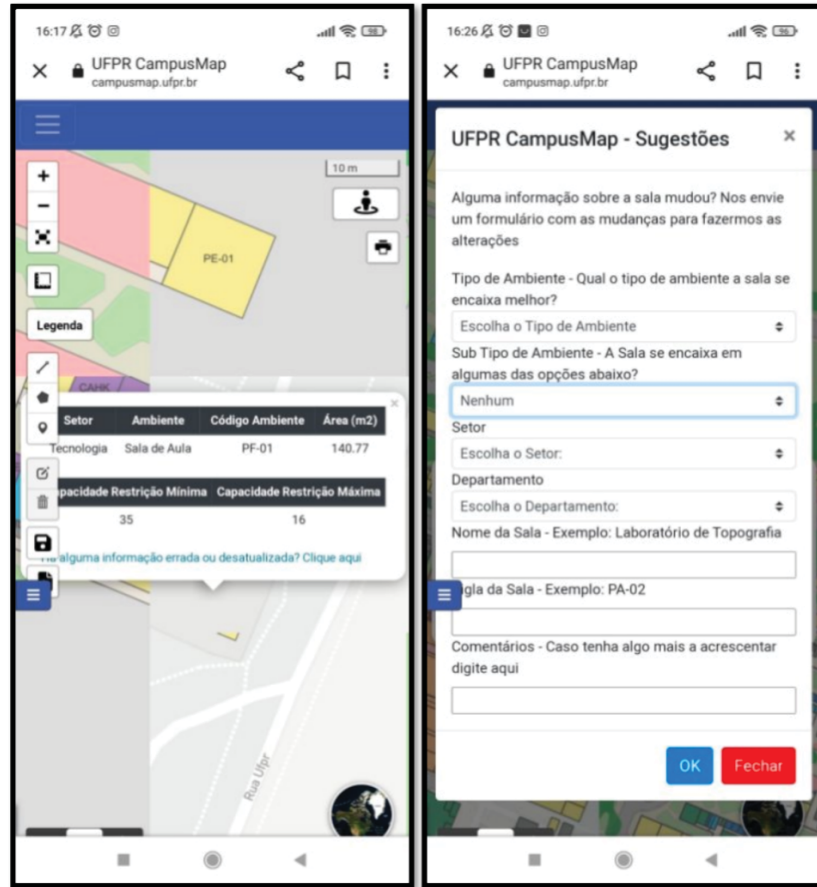 16:17
96
UFPR CampusMap
campusmap.ufpr.br
+
−
10 m
PE-01
Legenda
CAHK
Setor Ambiente Código Ambiente Área (m2)
Tecnologia Sala de Aula PF-01 140.77
apacidade Restrição Mínima Capacidade Restrição Máxima
35 16
alguma informação errada ou desatualizada? Clique aqui
Rua Ufpr
16:26
96
UFPR CampusMap
campusmap.ufpr.br
UFPR CampusMap - Sugestões ×
Alguma informação sobre a sala mudou? Nos envie
um formulário com as mudanças para fazermos as
alterações
Tipo de Ambiente - Qual o tipo de ambiente a sala se
encaixa melhor?
Escolha o Tipo de Ambiente
Sub Tipo de Ambiente - A Sala se encaixa em
algumas das opções abaixo?
Nenhum
Setor
Escolha o Setor:
Departamento
Escolha o Departamento:
Nome da Sala - Exemplo: Laboratório de Topografia
igla da Sala - Exemplo: PA-02
Comentários - Caso tenha algo mais a acrescentar
digite aqui
OK Fechar